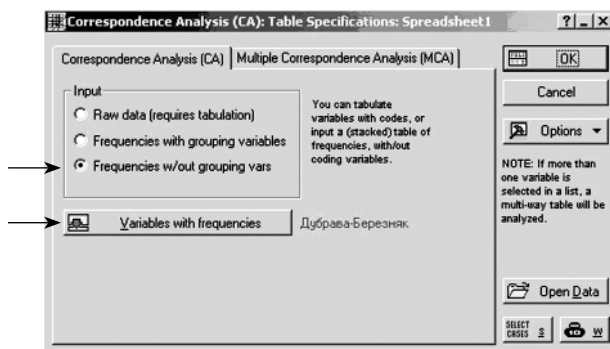 Correspondence Analysis (CA): Table Specifications: Spreadsheet1
Correspondence Analysis (CA) Multiple Correspondence Analysis (MCA)
Input
Raw data (requires tabulation)
Frequencies with grouping variables
Frequencies w/out grouping vars
You can tabulate
variables with codes, or
input a (stacked) table of
frequencies, with/out
coding variables.
Variables with frequencies
Дубрава-Березняк
OK
Cancel
Options
NOTE: If more than
one variable is
selected in a list, a
multi-way table will be
analyzed.
Open Data
SELECT
CASES S
W